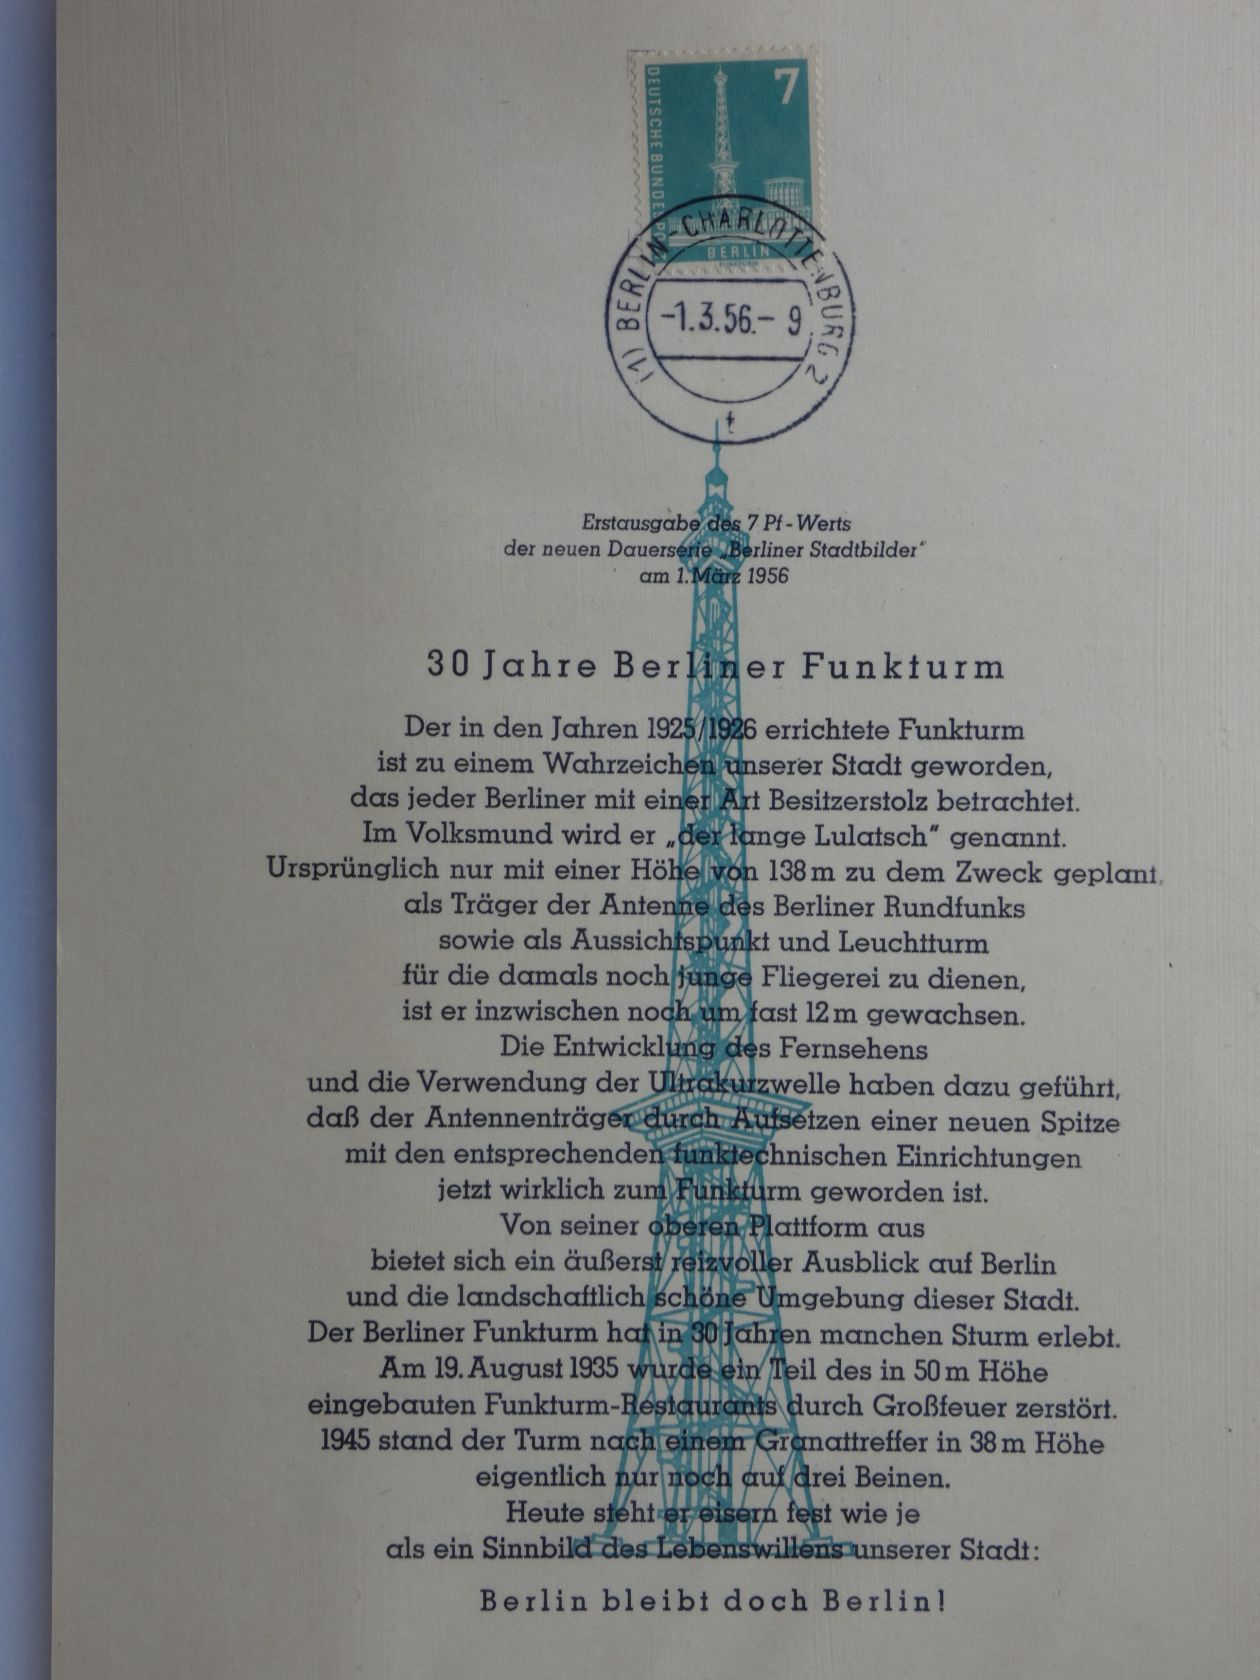 7
DEUTSCHE BUNDESPO
BERLIN
FUNKTURM
(1) BERLIN-CHARLOTTENBURG 2
-1.3.56.- 9
t
Erstausgabe des 7 Pf-Werts
der neuen Dauerserie „Berliner Stadtbilder“
am 1. März 1956
30 Jahre Berliner Funkturm
Der in den Jahren 1925/1926 errichtete Funkturm
ist zu einem Wahrzeichen unserer Stadt geworden,
das jeder Berliner mit einer Art Besitzerstolz betrachtet.
Im Volksmund wird er „der lange Lulatsch“ genannt.
Ursprünglich nur mit einer Höhe von 138 m zu dem Zweck geplant,
als Träger der Antenne des Berliner Rundfunks
sowie als Aussichtspunkt und Leuchtturm
für die damals noch junge Fliegerei zu dienen,
ist er inzwischen noch um fast 12 m gewachsen.
Die Entwicklung des Fernsehens
und die Verwendung der Ultrakurzwelle haben dazu geführt,
daß der Antennenträger durch Aufsetzen einer neuen Spitze
mit den entsprechenden funktechnischen Einrichtungen
jetzt wirklich zum Funkturm geworden ist.
Von seiner oberen Plattform aus
bietet sich ein äußerst reizvoller Ausblick auf Berlin
und die landschaftlich schöne Umgebung dieser Stadt.
Der Berliner Funkturm hat in 30 Jahren manchen Sturm erlebt.
Am 19. August 1935 wurde ein Teil des in 50 m Höhe
eingebauten Funkturm-Restaurants durch Großfeuer zerstört.
1945 stand der Turm nach einem Granattreffer in 38 m Höhe
eigentlich nur noch auf drei Beinen.
Heute steht er eisern fest wie je
als ein Sinnbild des Lebenswillens unserer Stadt:
Berlin bleibt doch Berlin!